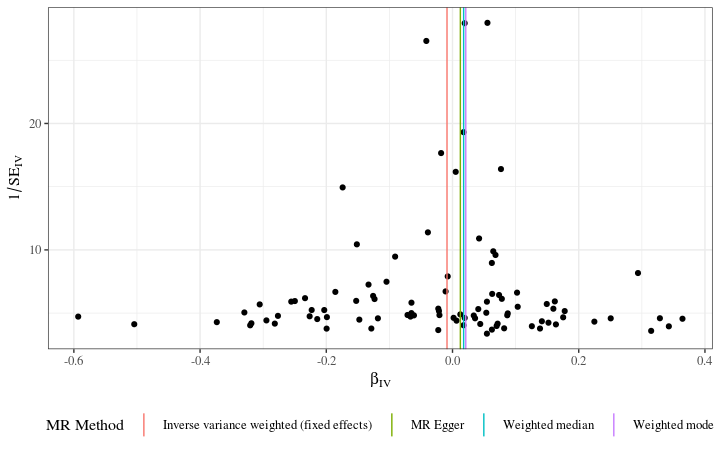 20
10
1/SE_IV
-0.6
-0.4
-0.2
0.0
0.2
0.4
β_IV
MR Method
Inverse variance weighted (fixed effects)
MR Egger
Weighted median
Weighted mode